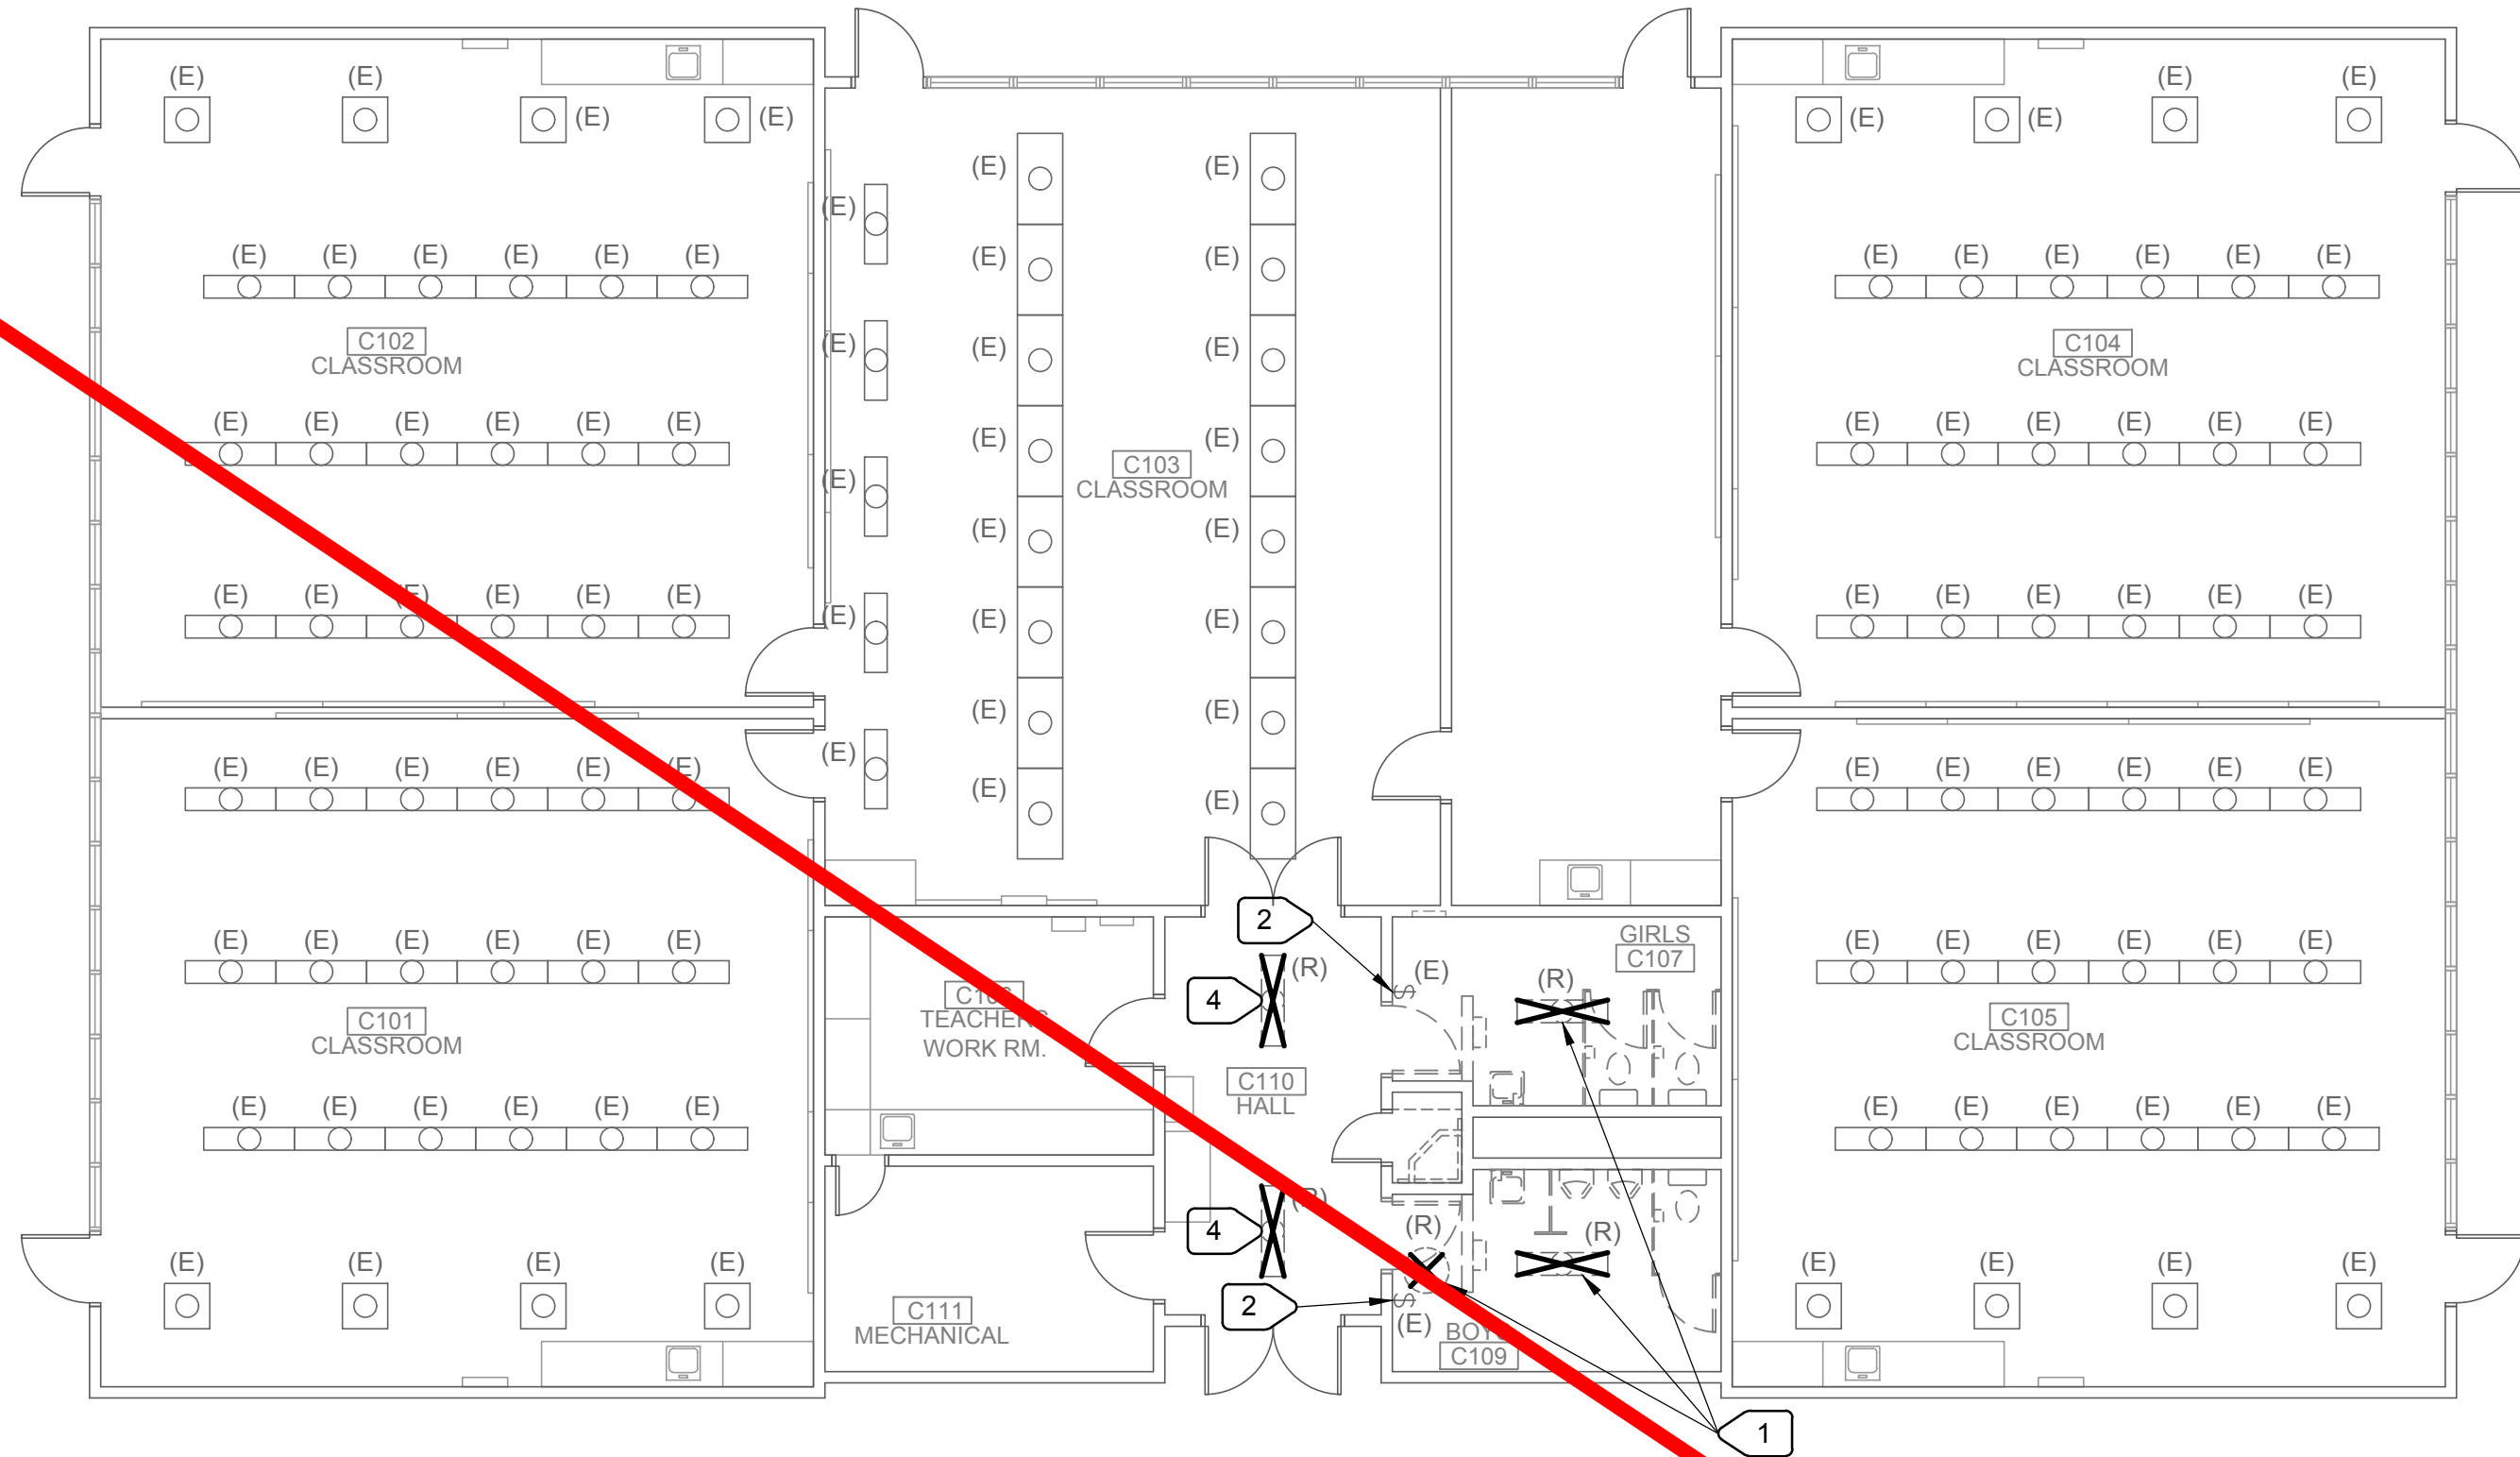 (E) (E) (E) (E)
(E) (E) (E) (E)
(E) (E)
(E)
(E) (E) (E) (E) (E) (E) (E) (E) (E) (E) (E) (E) (E) (E)
C102 (E) (E) (E) C104
CLASSROOM CLASSROOM
(E) (E) (E) (E) (E) (E) (E) (E) (E) (E) (E) (E) (E) (E)
C103
CLASSROOM
(E)
(E) (E)
(E) (E) (E) (E) (E) (E) (E) (E) (E) (E) (E) (E) (E) (E)
(E)
(E) (E)
(E)
(E) (E) (E) (E) (E) (E) (E) (E) (E) (E) (E) (E)
(E) (E)
2
GIRLS
C107
(E) (E) (E) (E) (E) (E) (E) (E) (E) (E) (E) (E)
(R) (E) (R)
4 S
TEACHERS
WORK RM.
C101
CLASSROOM
C105
CLASSROOM
C110
HALL
(E) (E) (E) (E) (E) (E) (E) (E) (E) (E) (E) (E)
(R)
4 (R) (R)
(E) (E) (E) (E) (E) (E) (E) (E)
2 S
(E)
C111
MECHANICAL
C109
1